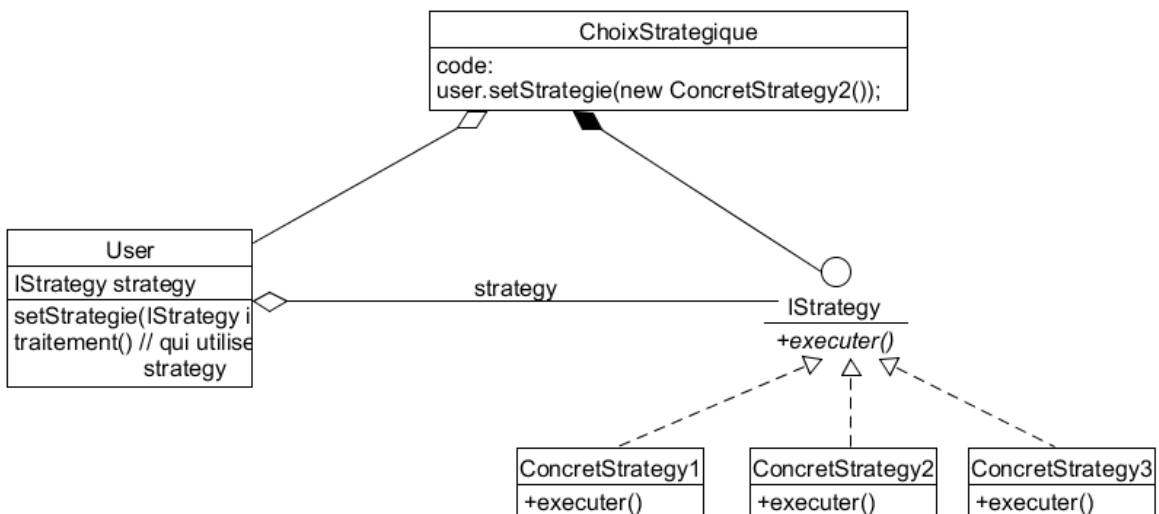 ChoixStrategique
code:
user.setStrategie(new ConcretStrategy2());
User
IStrategy strategy
setStrategie(IStrategy i
traitement() // qui utilise
strategy
strategy
IStrategy
+executer()
ConcretStrategy1
+executer()
ConcretStrategy2
+executer()
ConcretStrategy3
+executer()